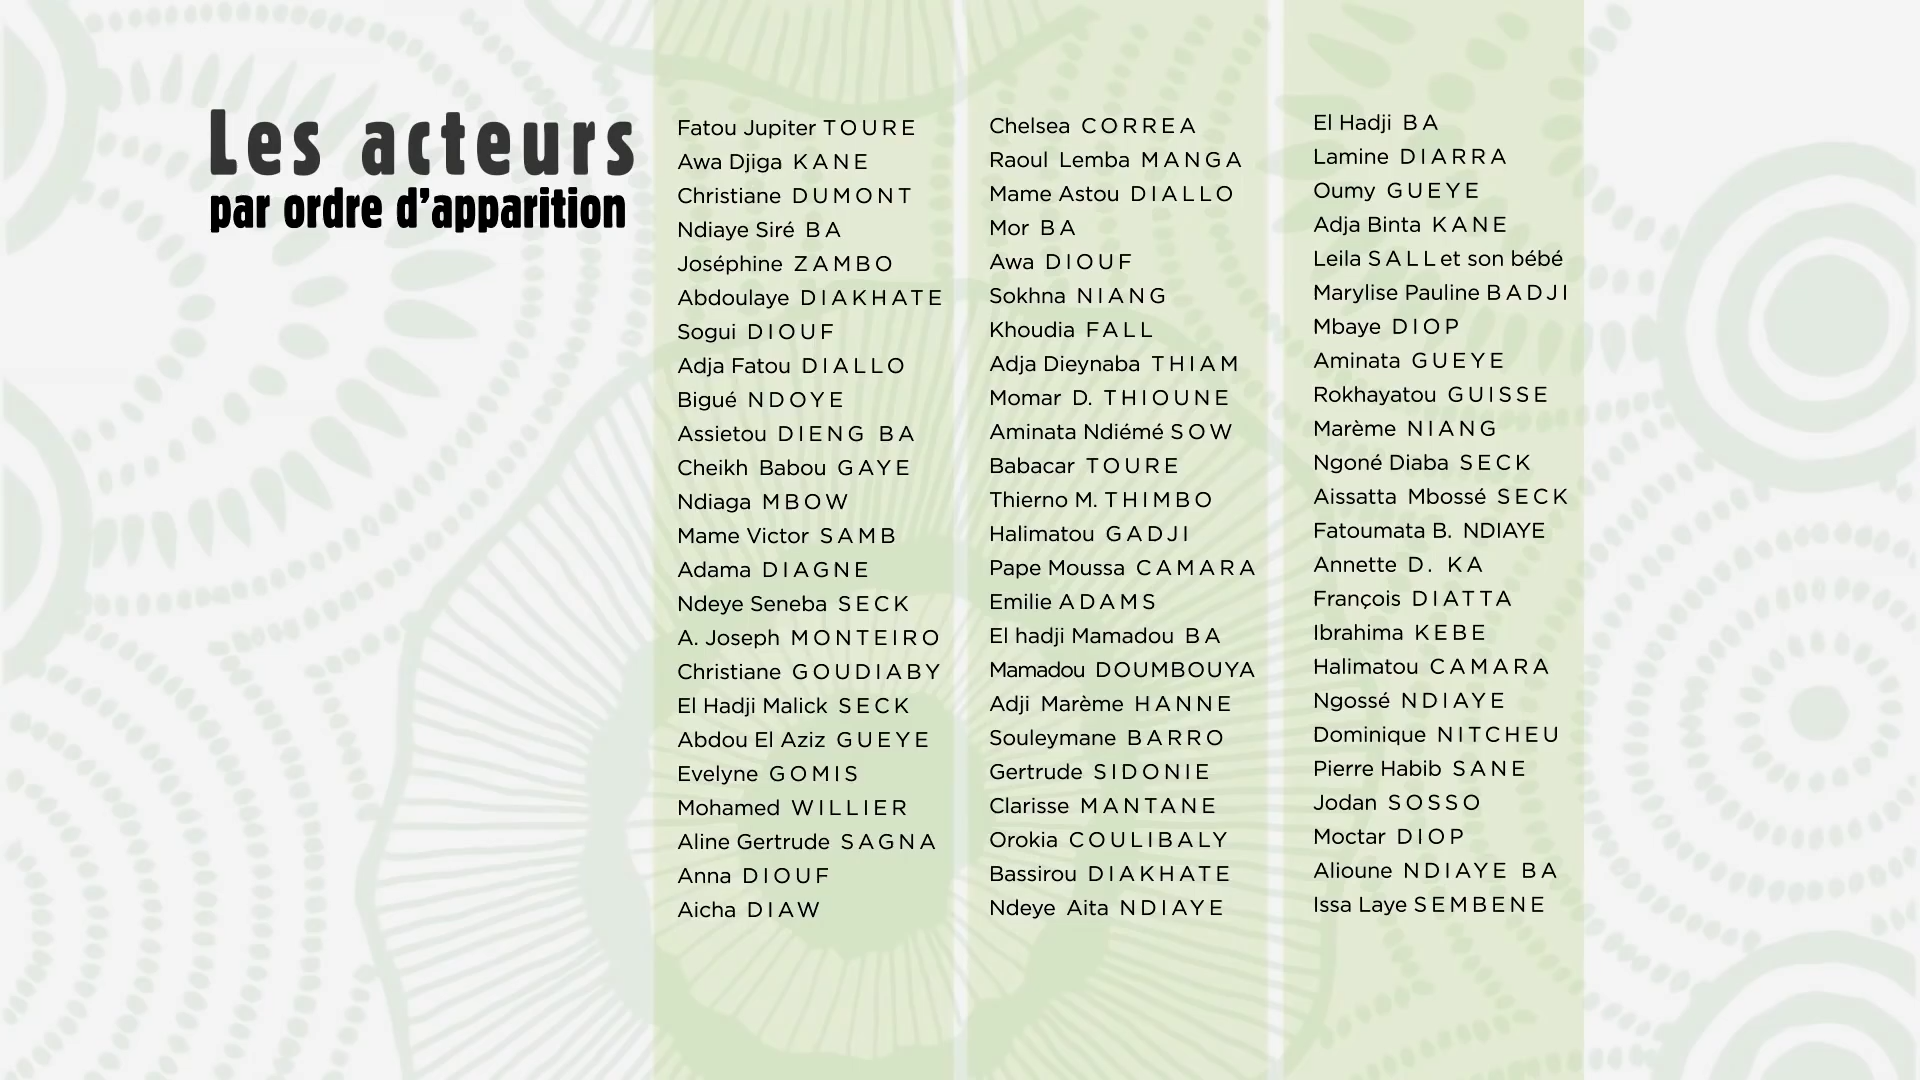 Les acteurs
par ordre d'apparition
Fatou Jupiter TOURE
Awa Djiga KANE
Christiane DUMONT
Ndiaye Siré BA
Joséphine ZAMBO
Abdoulaye DIAKHATE
Sogui DIOUF
Adja Fatou DIALLO
Bigué NDOYE
Assietou DIENG BA
Cheikh Babou GAYE
Ndiaga MBOW
Mame Victor SAMB
Adama DIAGNE
Ndeye Seneba SECK
A. Joseph MONTEIRO
Christiane GOUDIABY
El Hadji Malick SECK
Abdou El Aziz GUEYE
Evelyne GOMIS
Mohamed WILLIER
Aline Gertrude SAGNA
Anna DIOUF
Aicha DIAW
Chelsea CORREA
Raoul Lemba MANGA
Mame Astou DIALLO
Mor BA
Awa DIOUF
Sokhna NIANG
Khoudia FALL
Adja Dieynaba THIAM
Momar D. THIOUNE
Aminata Ndiémé SOW
Babacar TOURE
Thierno M. THIMBO
Halimatou GADJI
Pape Moussa CAMARA
Emilie ADAMS
El hadji Mamadou BA
Mamadou DOUMBOUYA
Adji Marème HANNE
Souleymane BARRO
Gertrude SIDONIE
Clarisse MANTANE
Orokia COULIBALY
Bassirou DIAKHATE
Ndeye Aita NDIAYE
El Hadji BA
Lamine DIARRA
Oumy GUEYE
Adja Binta KANE
Leila SALL et son bébé
Marylise Pauline BADJI
Mbaye DIOP
Aminata GUEYE
Rokhayatou GUISSE
Marème NIANG
Ngoné Diaba SECK
Aissatta Mbossé SECK
Fatoumata B. NDIAYE
Annette D. KA
François DIATTA
Ibrahima KEBE
Halimatou CAMARA
Ngossé NDIAYE
Dominique NITCHEU
Pierre Habib SANE
Jodan SOSSO
Moctar DIOP
Alioune NDIAYE BA
Issa Laye SEMBENE